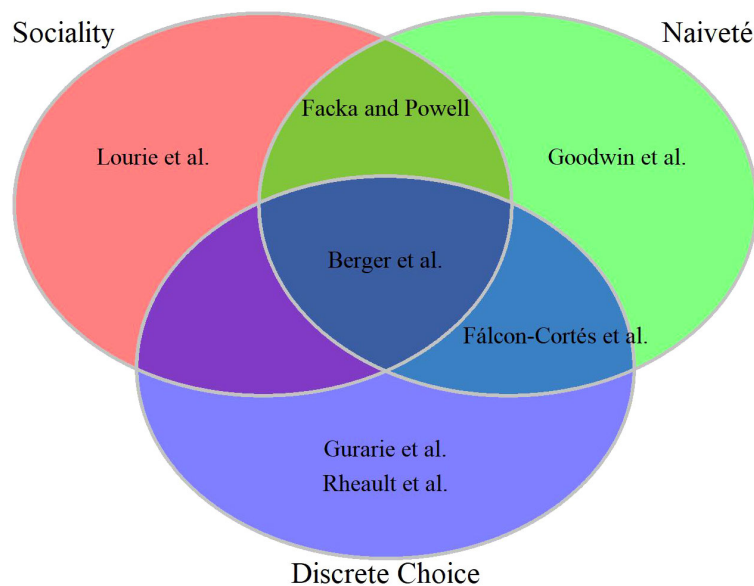 Sociality
Naiveté
Facka and Powell
Lourie et al.
Goodwin et al.
Berger et al.
Fálcon-Cortés et al.
Gurarie et al.
Rheault et al.
Discrete Choice